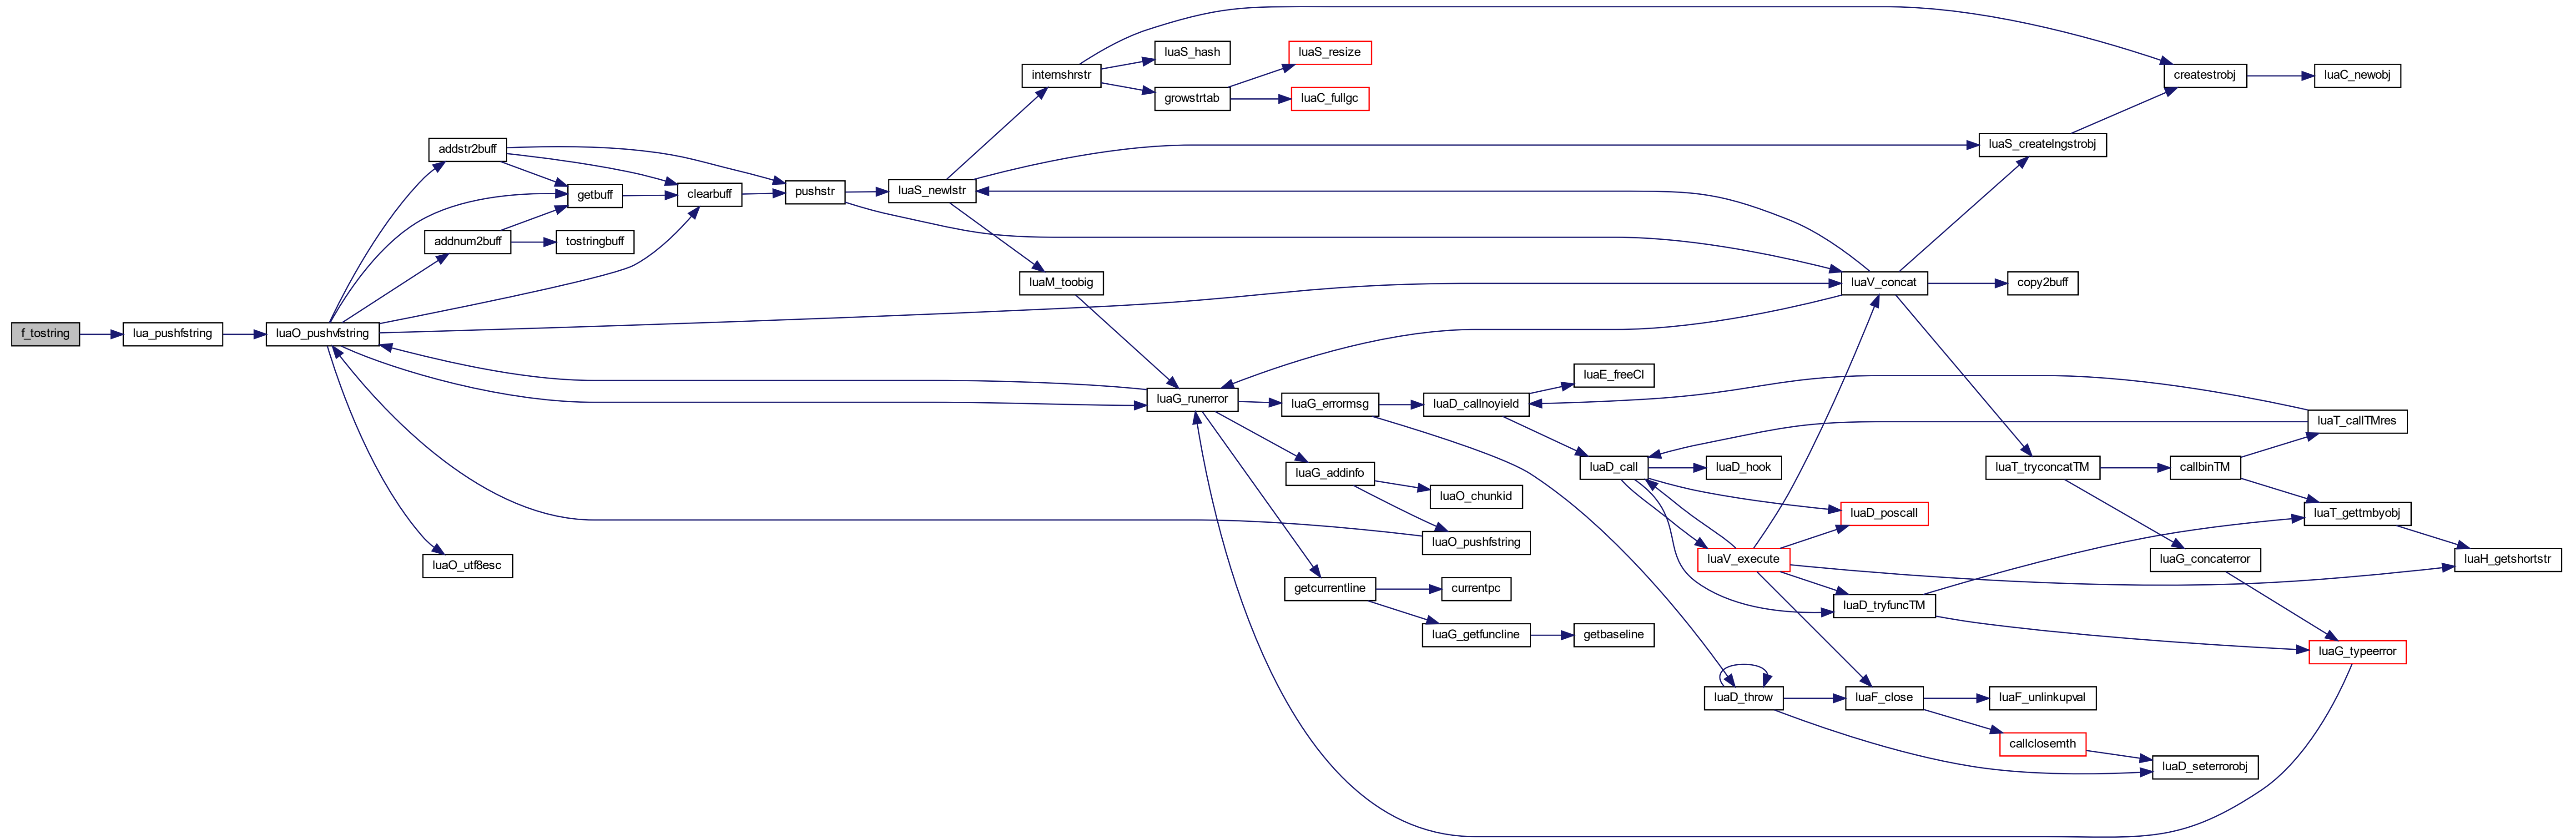 f_tostring
lua_pushfstring
luaO_pushvfstring
addstr2buff
getbuff
addnum2buff
tostringbuff
clearbuff
pushstr
luaS_newlstr
internshrstr
luaS_hash
growstrtab
luaS_resize
luaC_fullgc
createstrobj
luaC_newobj
luaS_createlngstrobj
luaM_toobig
luaV_concat
copy2buff
luaG_runerror
luaG_errormsg
luaD_callnoyield
luaE_freeCI
luaT_callTMres
luaG_addinfo
luaO_chunkid
luaO_pushfstring
luaD_call
luaD_hook
luaD_poscall
luaT_tryconcatTM
callbinTM
luaT_gettmbyobj
luaO_utf8esc
luaV_execute
luaG_concaterror
luaH_getshortstr
getcurrentline
currentpc
luaG_getfuncline
getbaseline
luaD_tryfuncTM
luaG_typeerror
luaD_throw
luaF_close
luaF_unlinkupval
callclosemth
luaD_seterrorobj